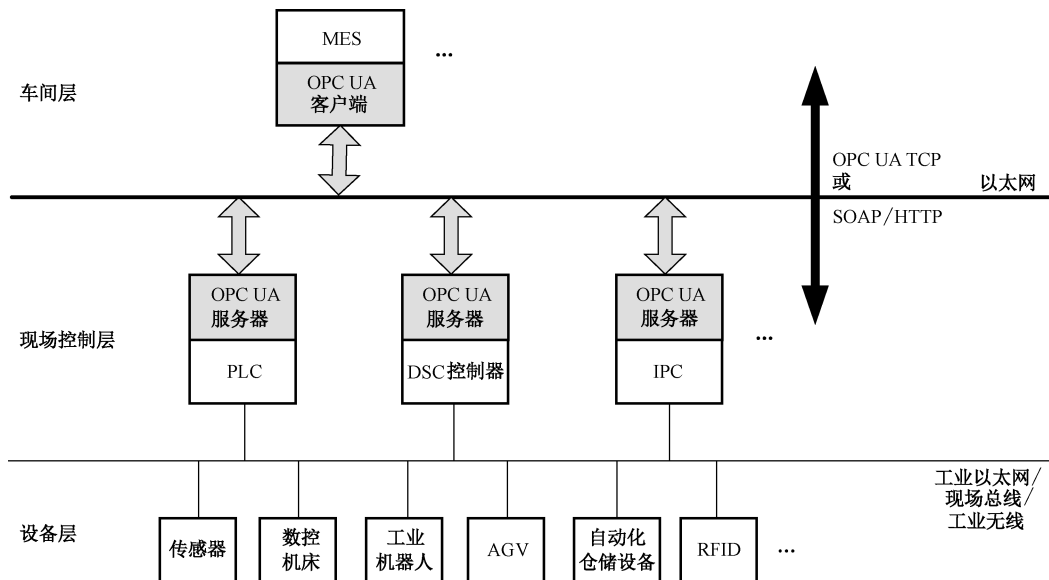 MES
...
OPC UA
客户端
车间层
OPC UA TCP
或
以太网
SOAP/HTTP
OPC UA
服务器
OPC UA
服务器
OPC UA
服务器
现场控制层
...
PLC
DSC控制器
IPC
工业以太网/
现场总线/
工业无线
设备层
传感器
数控
机床
工业
机器人
AGV
自动化
仓储设备
RFID
...